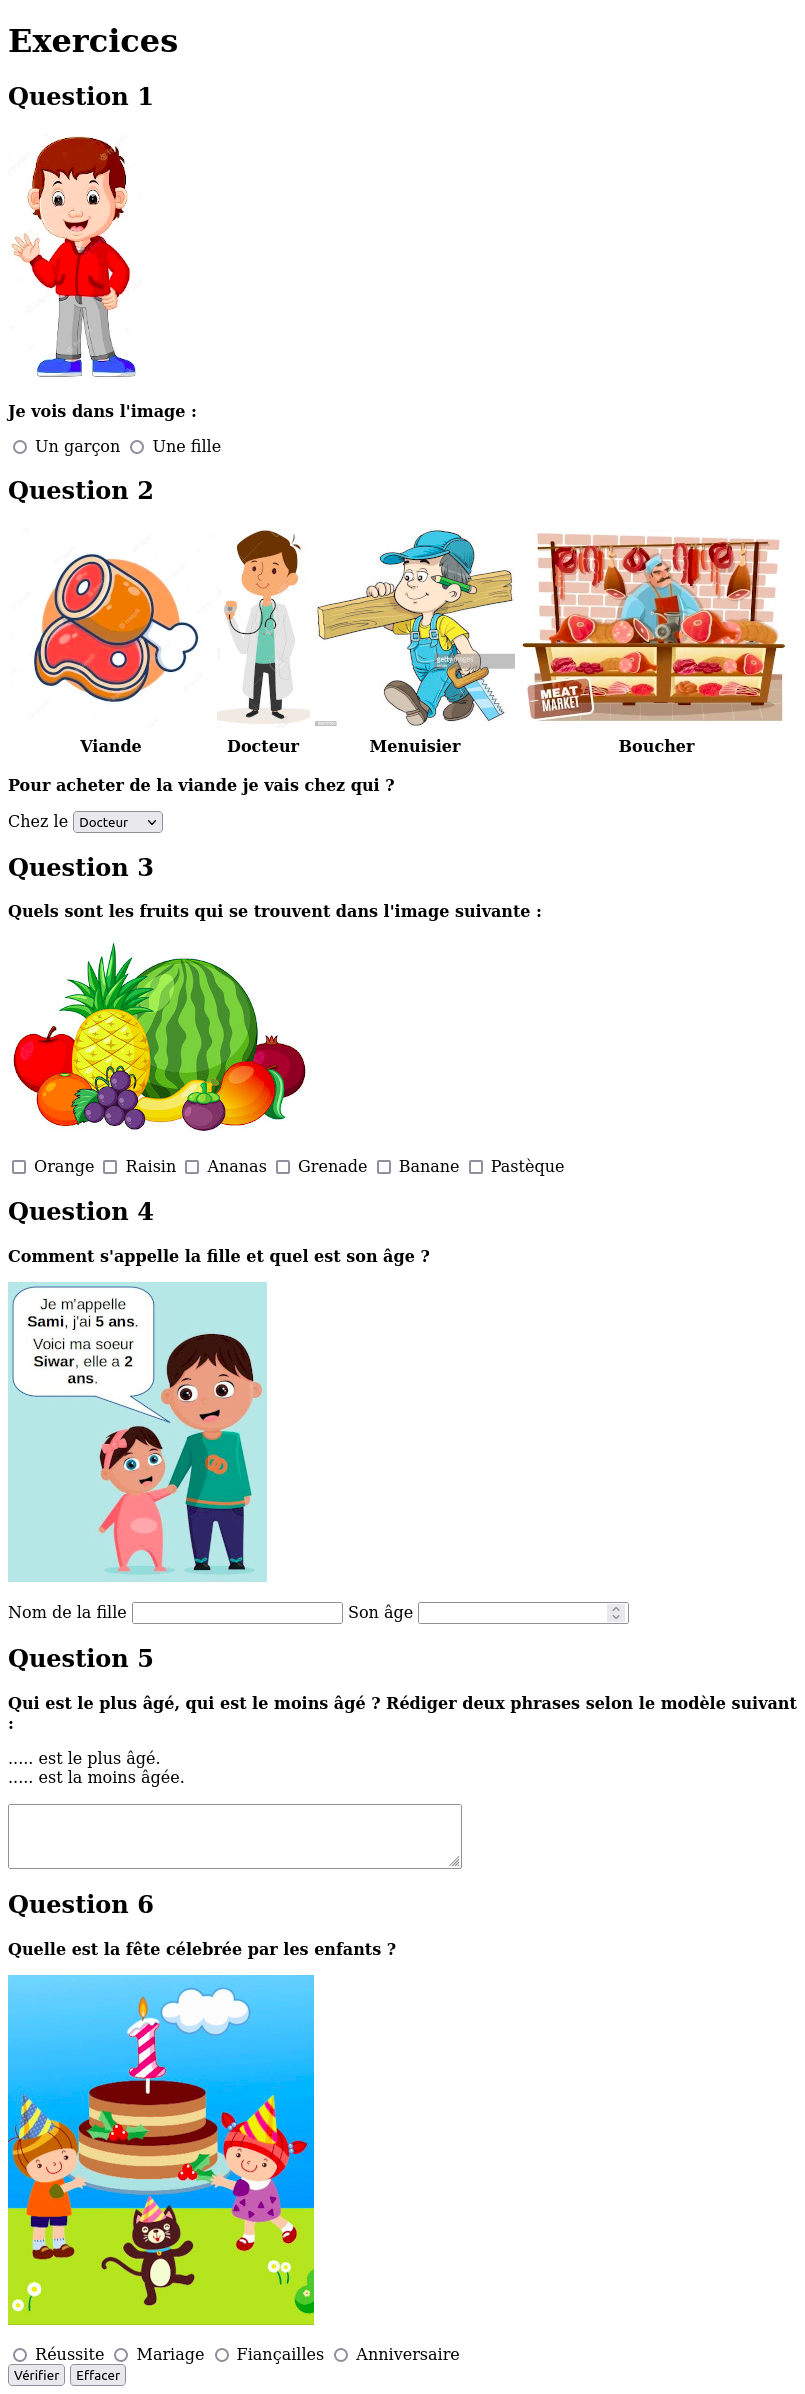 Exercices
Question 1
Je vois dans l'image :
Un garçon Une fille
Question 2
MEAT
MARKET
Viande Docteur Menuisier Boucher
Pour acheter de la viande je vais chez qui ?
Chez le Docteur
Question 3
Quels sont les fruits qui se trouvent dans l'image suivante :
Orange Raisin Ananas Grenade Banane Pastèque
Question 4
Comment s'appelle la fille et quel est son âge ?
Je m'appelle
Sami, j'ai 5 ans.
Voici ma soeur
Siwar, elle a 2
ans.
Nom de la fille Son âge
Question 5
Qui est le plus âgé, qui est le moins âgé ? Rédiger deux phrases selon le modèle suivant
:
..... est le plus âgé.
..... est la moins âgée.
Question 6
Quelle est la fête célebrée par les enfants ?
1
Réussite Mariage Fiançailles Anniversaire
Vérifier Effacer